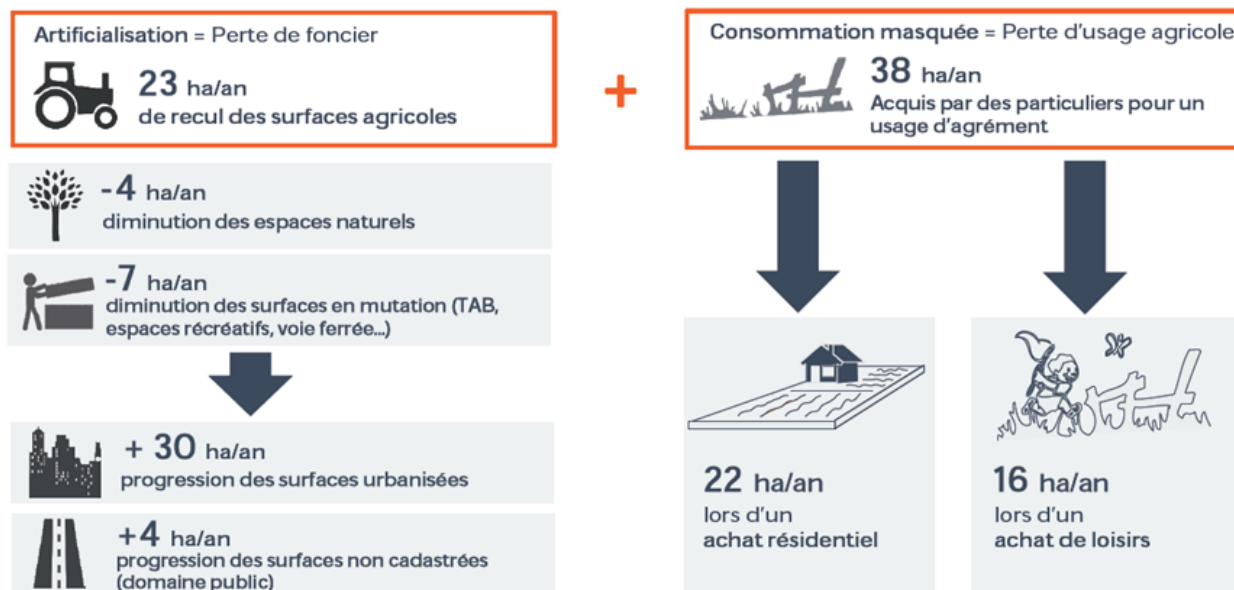 Artificialisation = Perte de foncier
23 ha/an
de recul des surfaces agricoles
+
Consommation masquée = Perte d'usage agricole
38 ha/an
Acquis par des particuliers pour un
usage d'agrément
-4 ha/an
diminution des espaces naturels
-7 ha/an
diminution des surfaces en mutation (TAB,
espaces récréatifs, voie ferrée...)
+ 30 ha/an
progression des surfaces urbanisées
+4 ha/an
progression des surfaces non cadastrées
(domaine public)
22 ha/an
lors d'un
achat résidentiel
16 ha/an
lors d'un
achat de loisirs